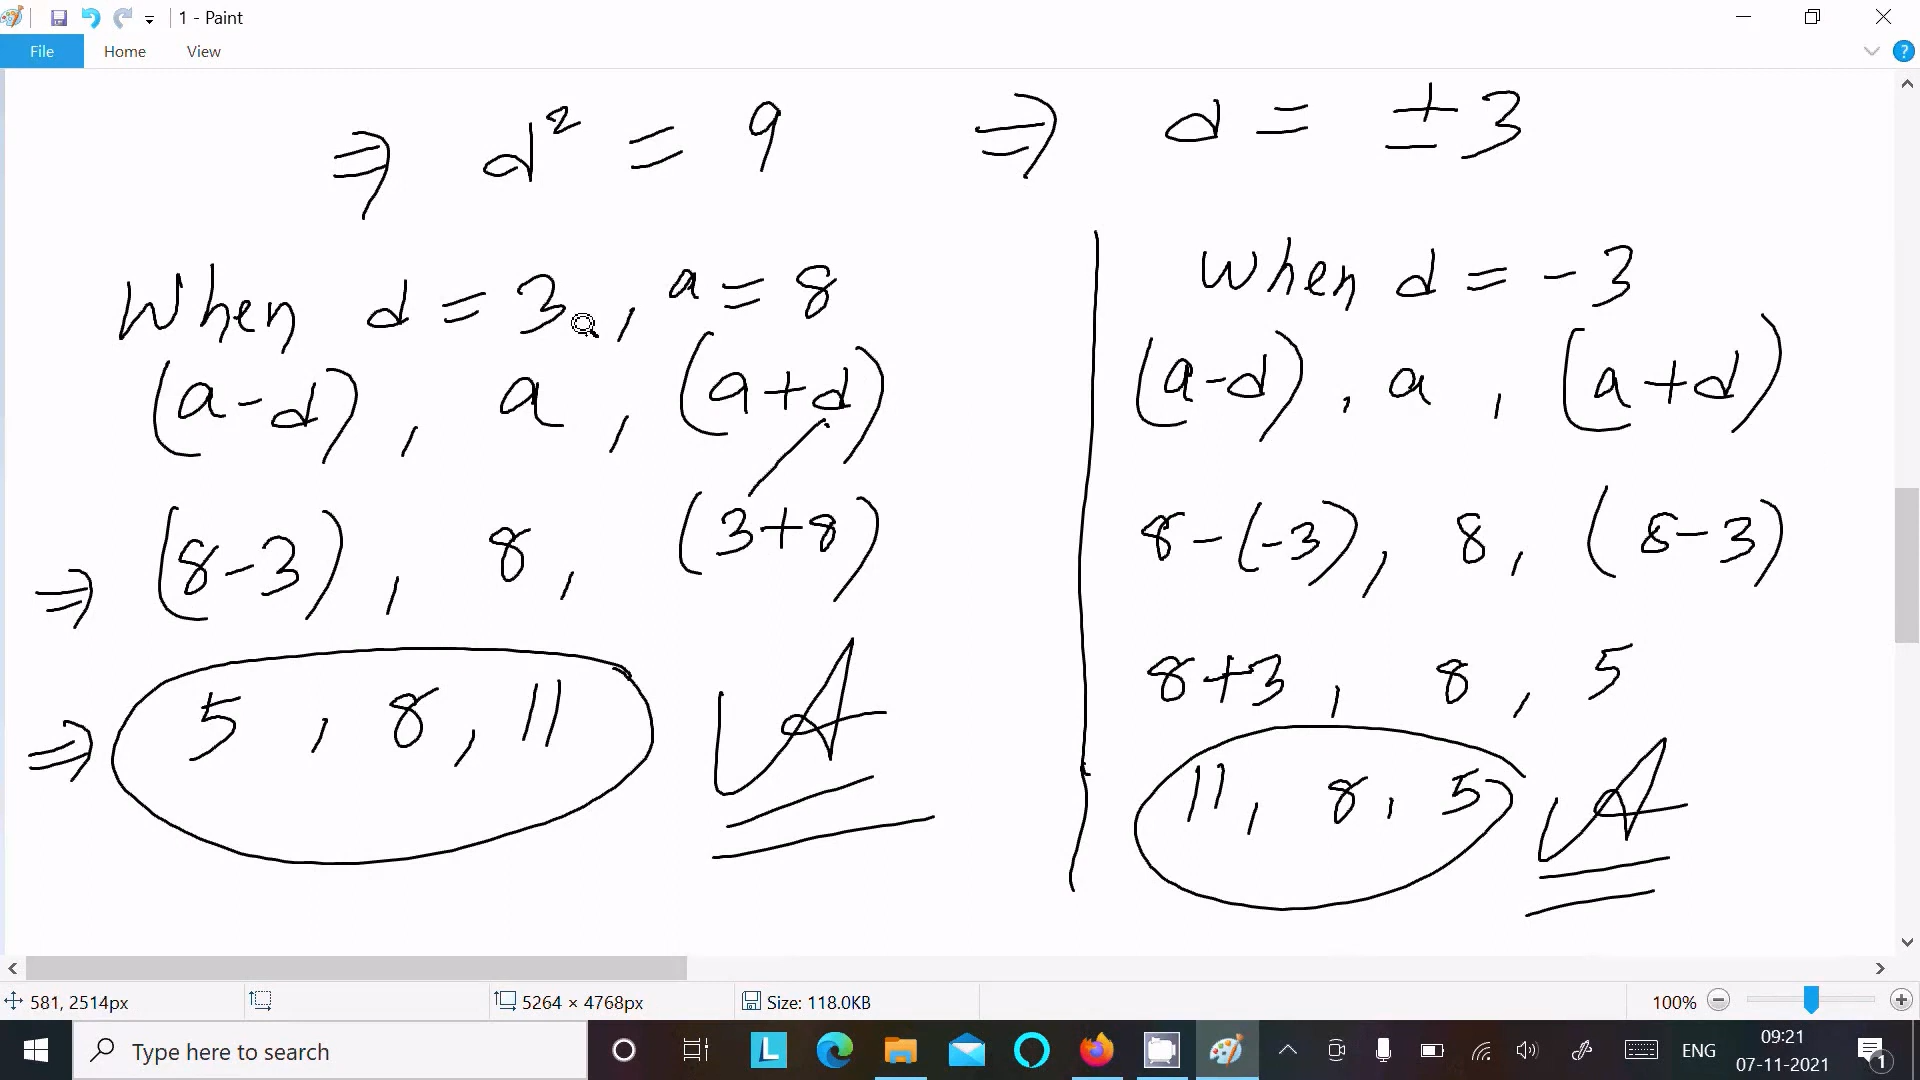 1 - Paint
File Home View
⇒ d² = 9 ⇒ d = ± 3
When d = 3, a = 8
(a-d), a, (a+d)
⇒ (8-3), 8, (3+8)
⇒ 5, 8, 11 A
When d = -3
(a-d), a, (a+d)
8-(-3), 8, (8-3)
8+3, 8, 5
11, 8, 5 A
581, 2514px 5264 × 4768px Size: 118.0KB 100%
Type here to search L ENG 09:21
07-11-2021 1